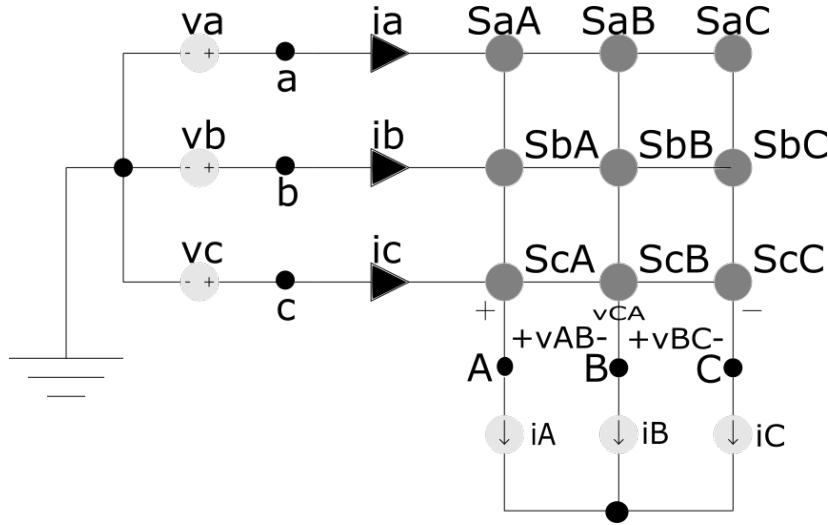 va ia SaA SaB SaC
- +
a
vb ib SbA SbB SbC
- +
b
vc ic ScA ScB ScC
- +
c
+ vCA -
+vAB- +vBC-
A B C
iA iB iC